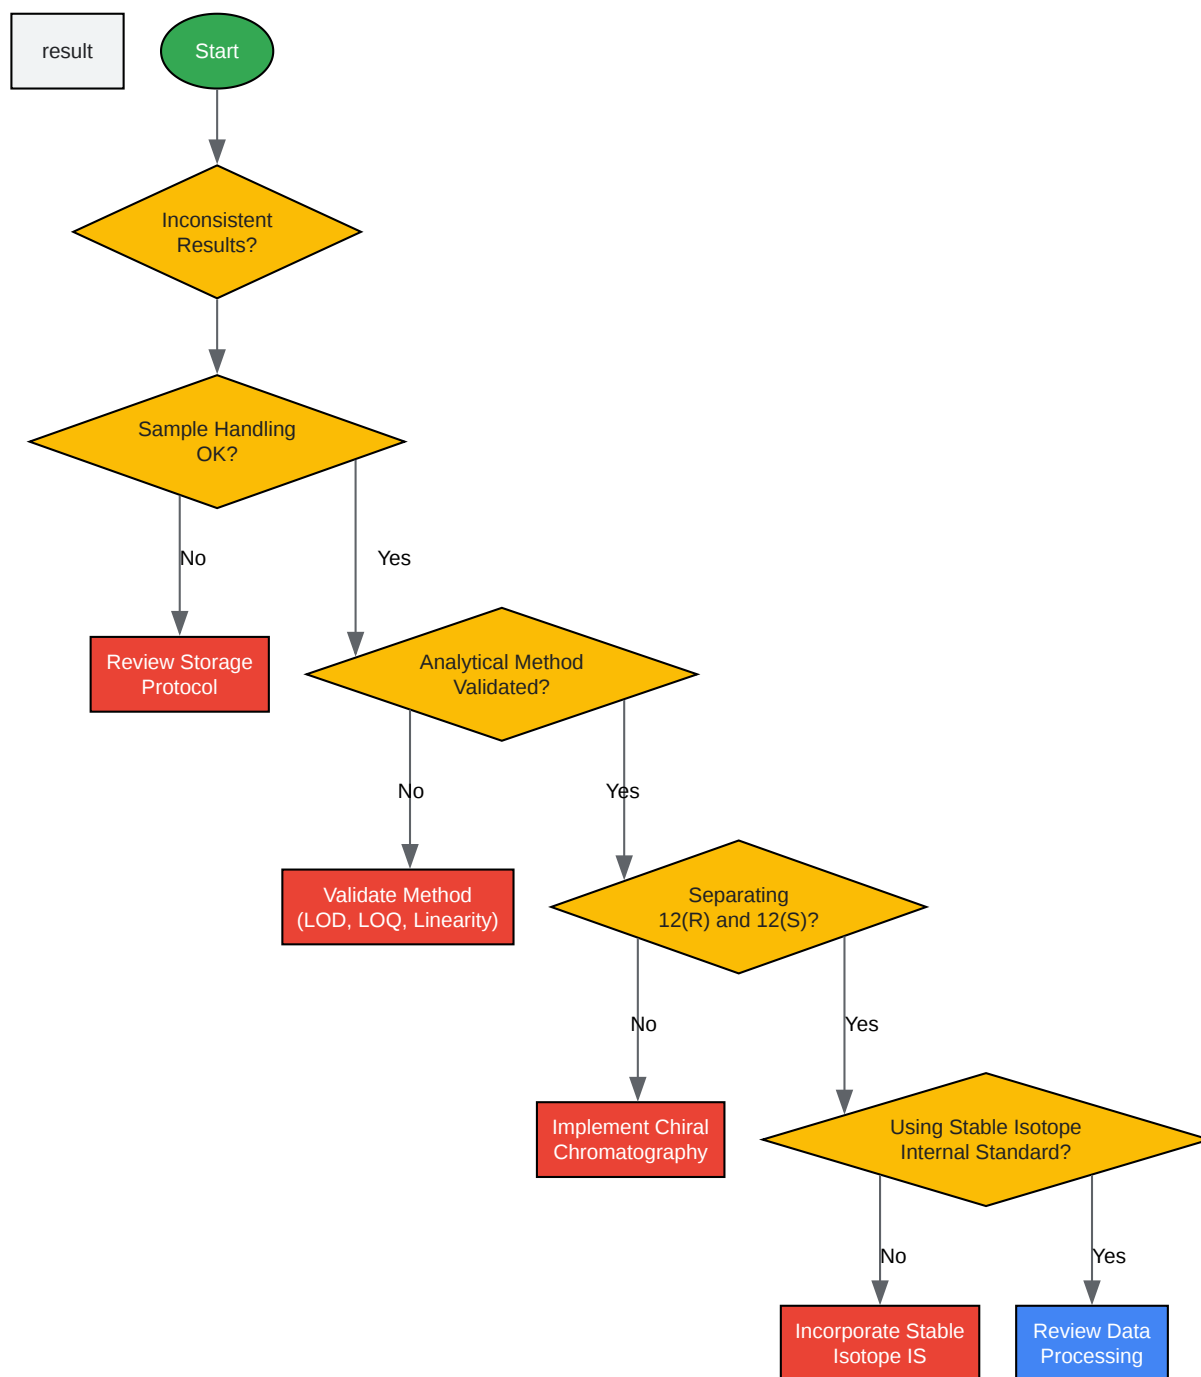 result
Start
Inconsistent
Results?
Sample Handling
OK?
No
Yes
Review Storage
Protocol
Analytical Method
Validated?
No
Yes
Validate Method
(LOD, LOQ, Linearity)
Separating
12(R) and 12(S)?
No
Yes
Implement Chiral
Chromatography
Using Stable Isotope
Internal Standard?
No
Yes
Incorporate Stable
Isotope IS
Review Data
Processing